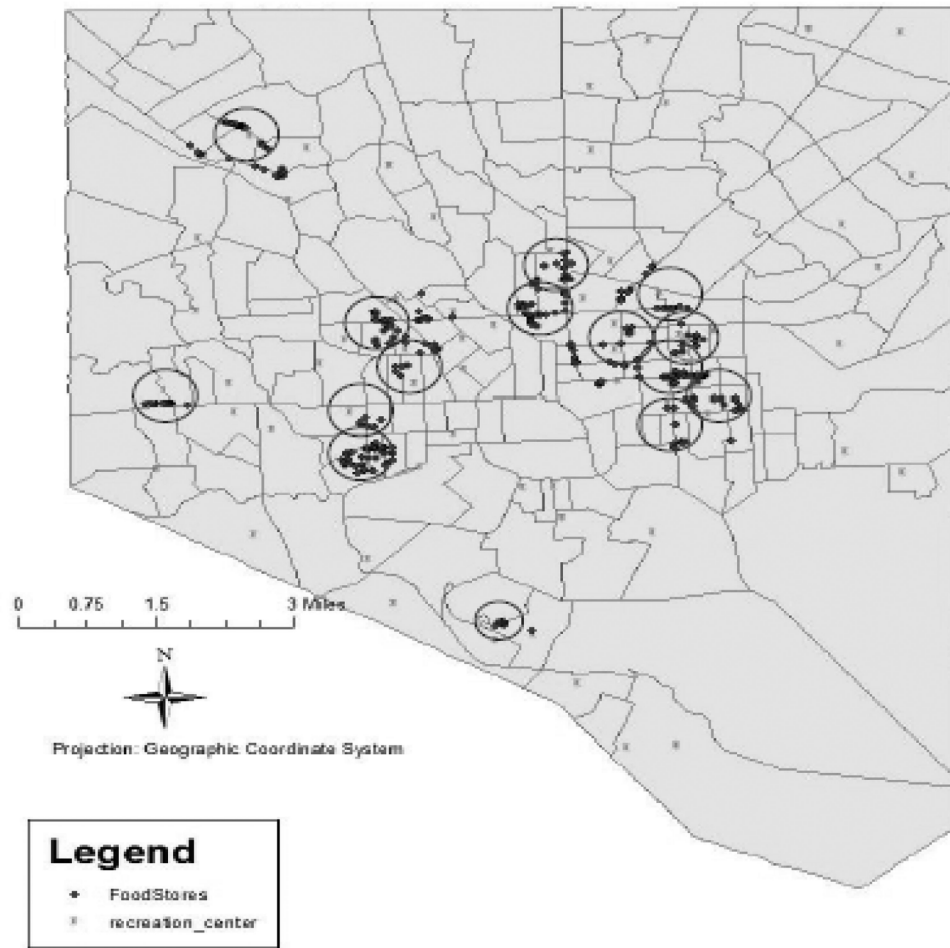 0 0.75 1.5 3 Miles
N
Projection: Geographic Coordinate System
Legend
FoodStores
recreation_center